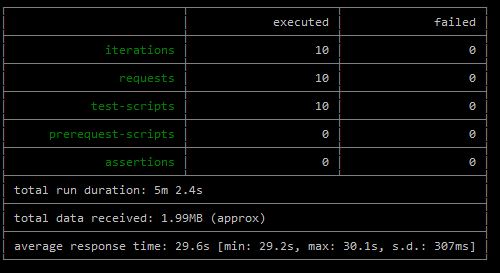 executed failed
iterations 10 0
requests 10 0
test-scripts 10 0
prerequest-scripts 0 0
assertions 0 0
total run duration: 5m 2.4s
total data received: 1.99MB (approx)
average response time: 29.6s [min: 29.2s, max: 30.1s, s.d.: 307ms]